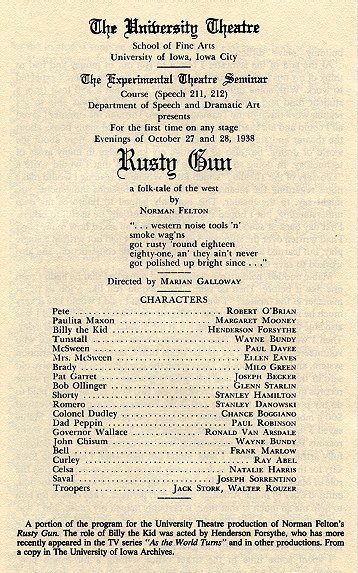 The University Theatre
School of Fine Arts
University of Iowa, Iowa City
The Experimental Theatre Seminar
Course (Speech 211, 212)
Department of Speech and Dramatic Art
presents
For the first time on any stage
Evenings of October 27 and 28, 1938
Rusty Gun
a folk-tale of the west
by
NORMAN FELTON
". . . western noise tools 'n'
smoke wag'ns
got rusty 'round eighteen
eighty-one, an' they ain't never
got polished up bright since . . ."
Directed by MARIAN GALLOWAY
CHARACTERS
Pete . . . . . ROBERT O'BRIAN
Paulita Maxon . . . . . MARGARET MOONEY
Billy the Kid . . . . . HENDERSON FORSYTHE
Tunstall . . . . . WAYNE BUNDY
McSween . . . . . PAUL DAVEE
Mrs. McSween . . . . . ELLEN EAVES
Brady . . . . . MILO GREEN
Pat Garret . . . . . JOSEPH BECKER
Bob Ollinger . . . . . GLENN STARLIN
Shorty . . . . . STANLEY HAMILTON
Romero . . . . . STANLEY DANOWSKI
Colonel Dudley . . . . . CHANCE BOGGIANO
Dad Peppin . . . . . PAUL ROBINSON
Governor Wallace . . . . . RONALD VAN ARSDALE
John Chisum . . . . . WAYNE BUNDY
Bell . . . . . FRANK MARLOW
Curley . . . . . RAY ABEL
Celsa . . . . . NATALIE HARRIS
Saval . . . . . JOSEPH SORRENTINO
Troopers . . . . . JACK STORK, WALTER ROUZER
A portion of the program for the University Theatre production of Norman Felton's
Rusty Gun. The role of Billy the Kid was acted by Henderson Forsythe, who has more
recently appeared in the TV series "As the World Turns" and in other productions. From
a copy in The University of Iowa Archives.